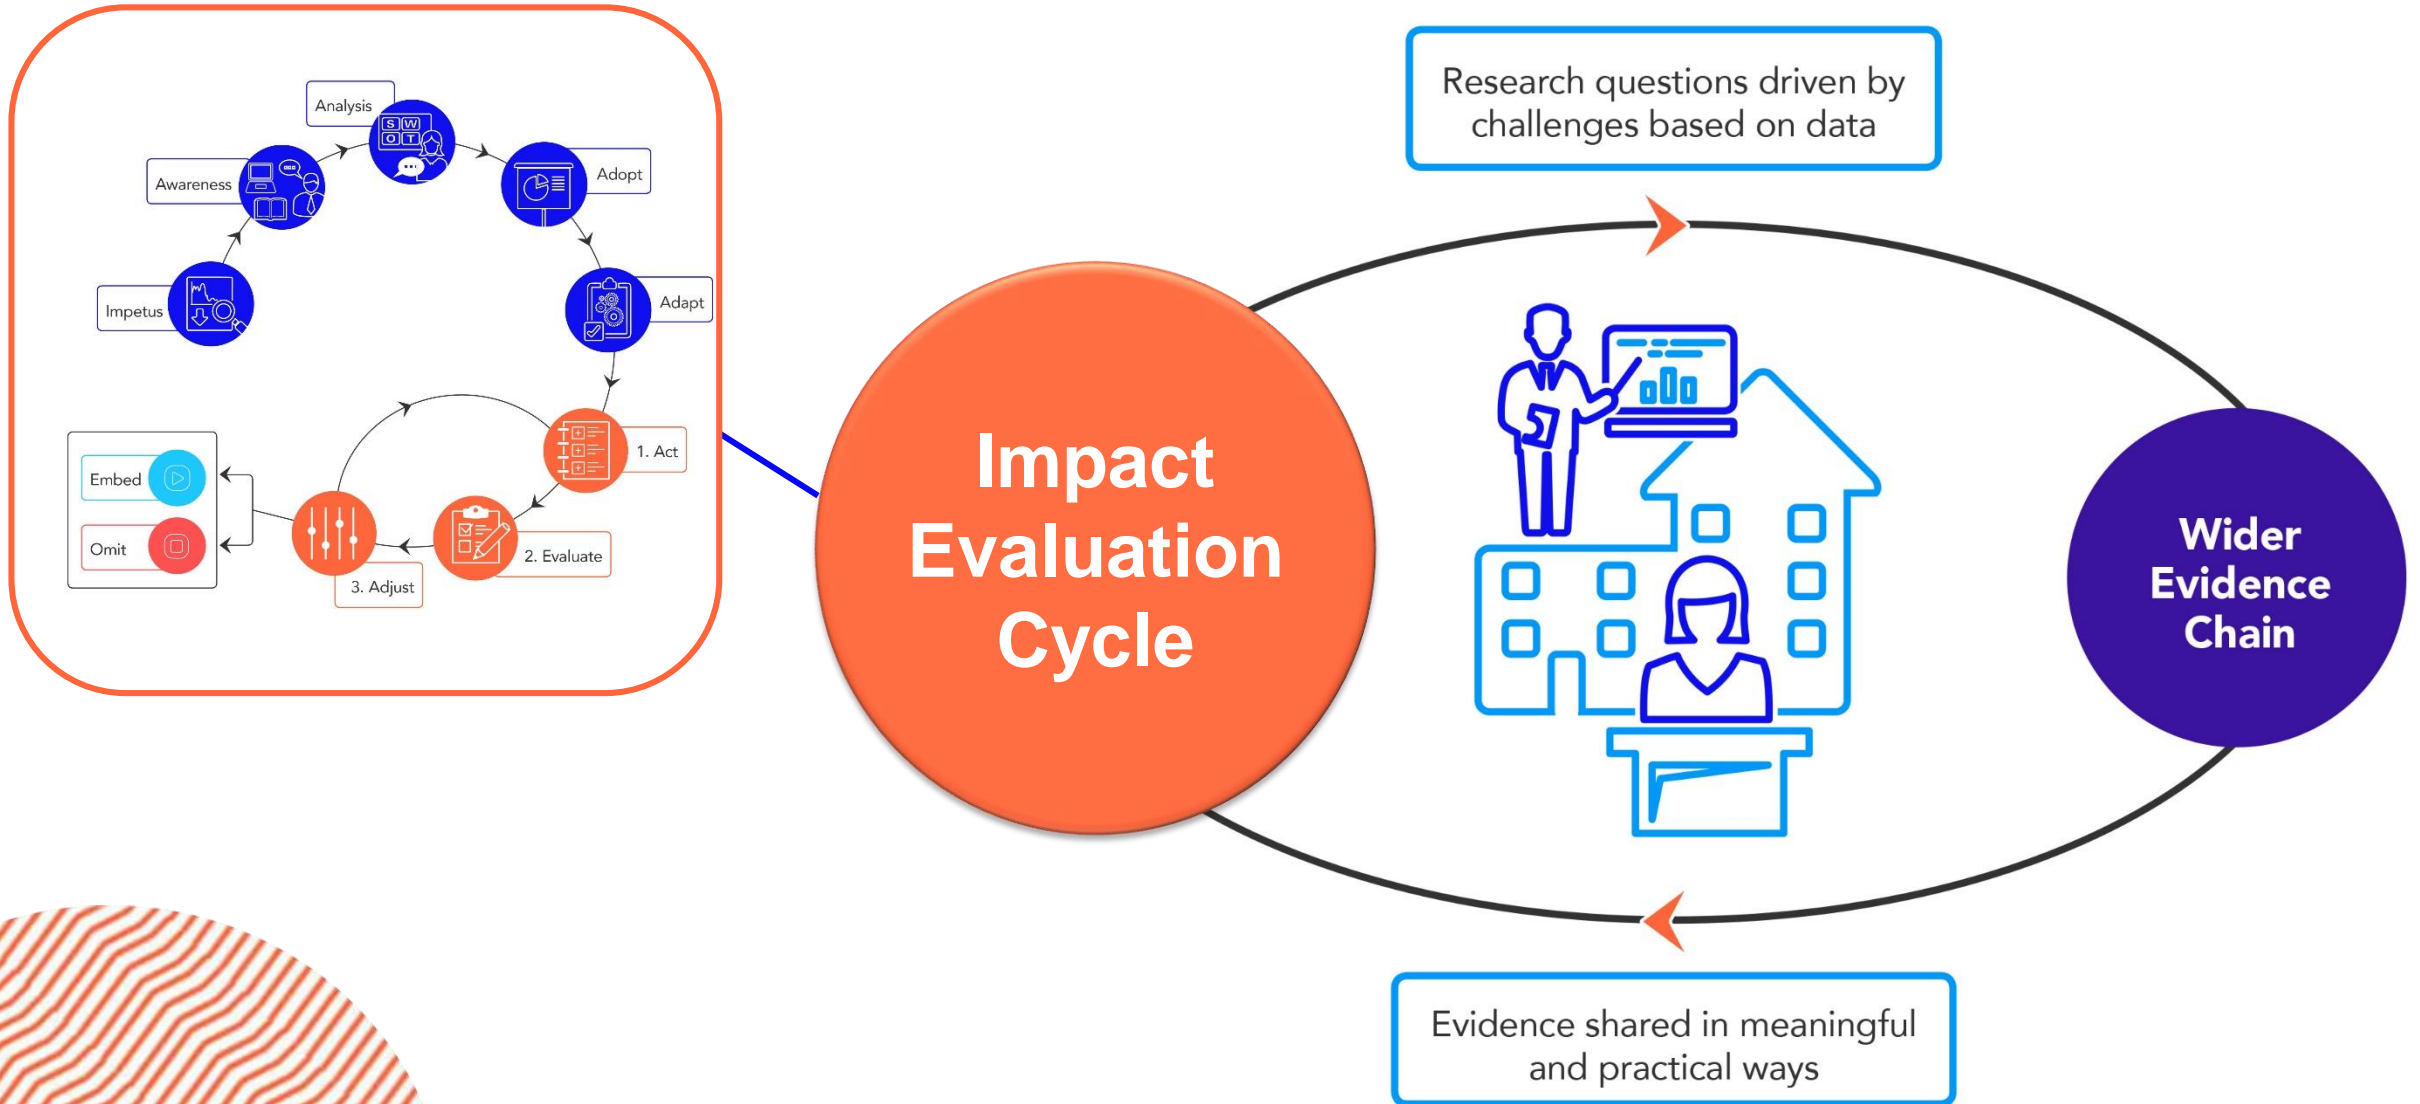 Analysis
S W
O T
Awareness
Adopt
Impetus
Adapt
1. Act
Embed
2. Evaluate
Omit
3. Adjust
Impact
Evaluation
Cycle
Research questions driven by
challenges based on data
Wider
Evidence
Chain
Evidence shared in meaningful
and practical ways